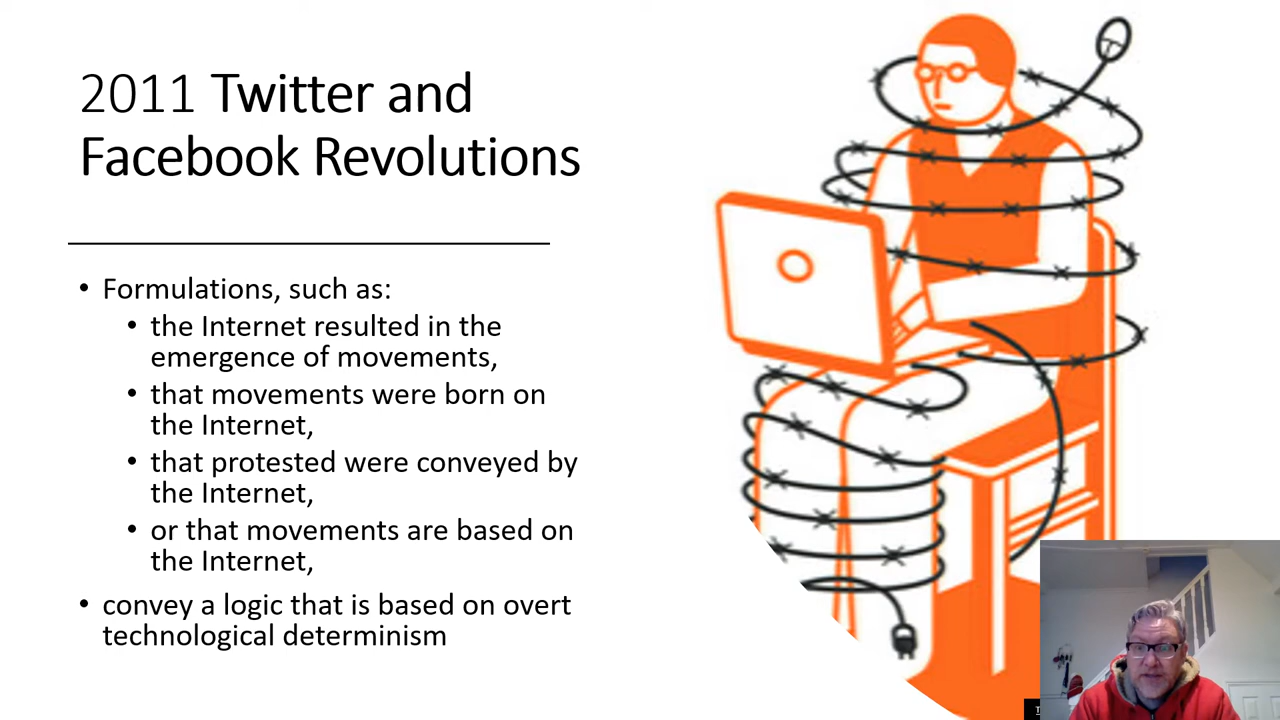 2011 Twitter and
Facebook Revolutions
• Formulations, such as:
• the Internet resulted in the
emergence of movements,
• that movements were born on
the Internet,
• that protested were conveyed by
the Internet,
• or that movements are based on
the Internet,
• convey a logic that is based on overt
technological determinism